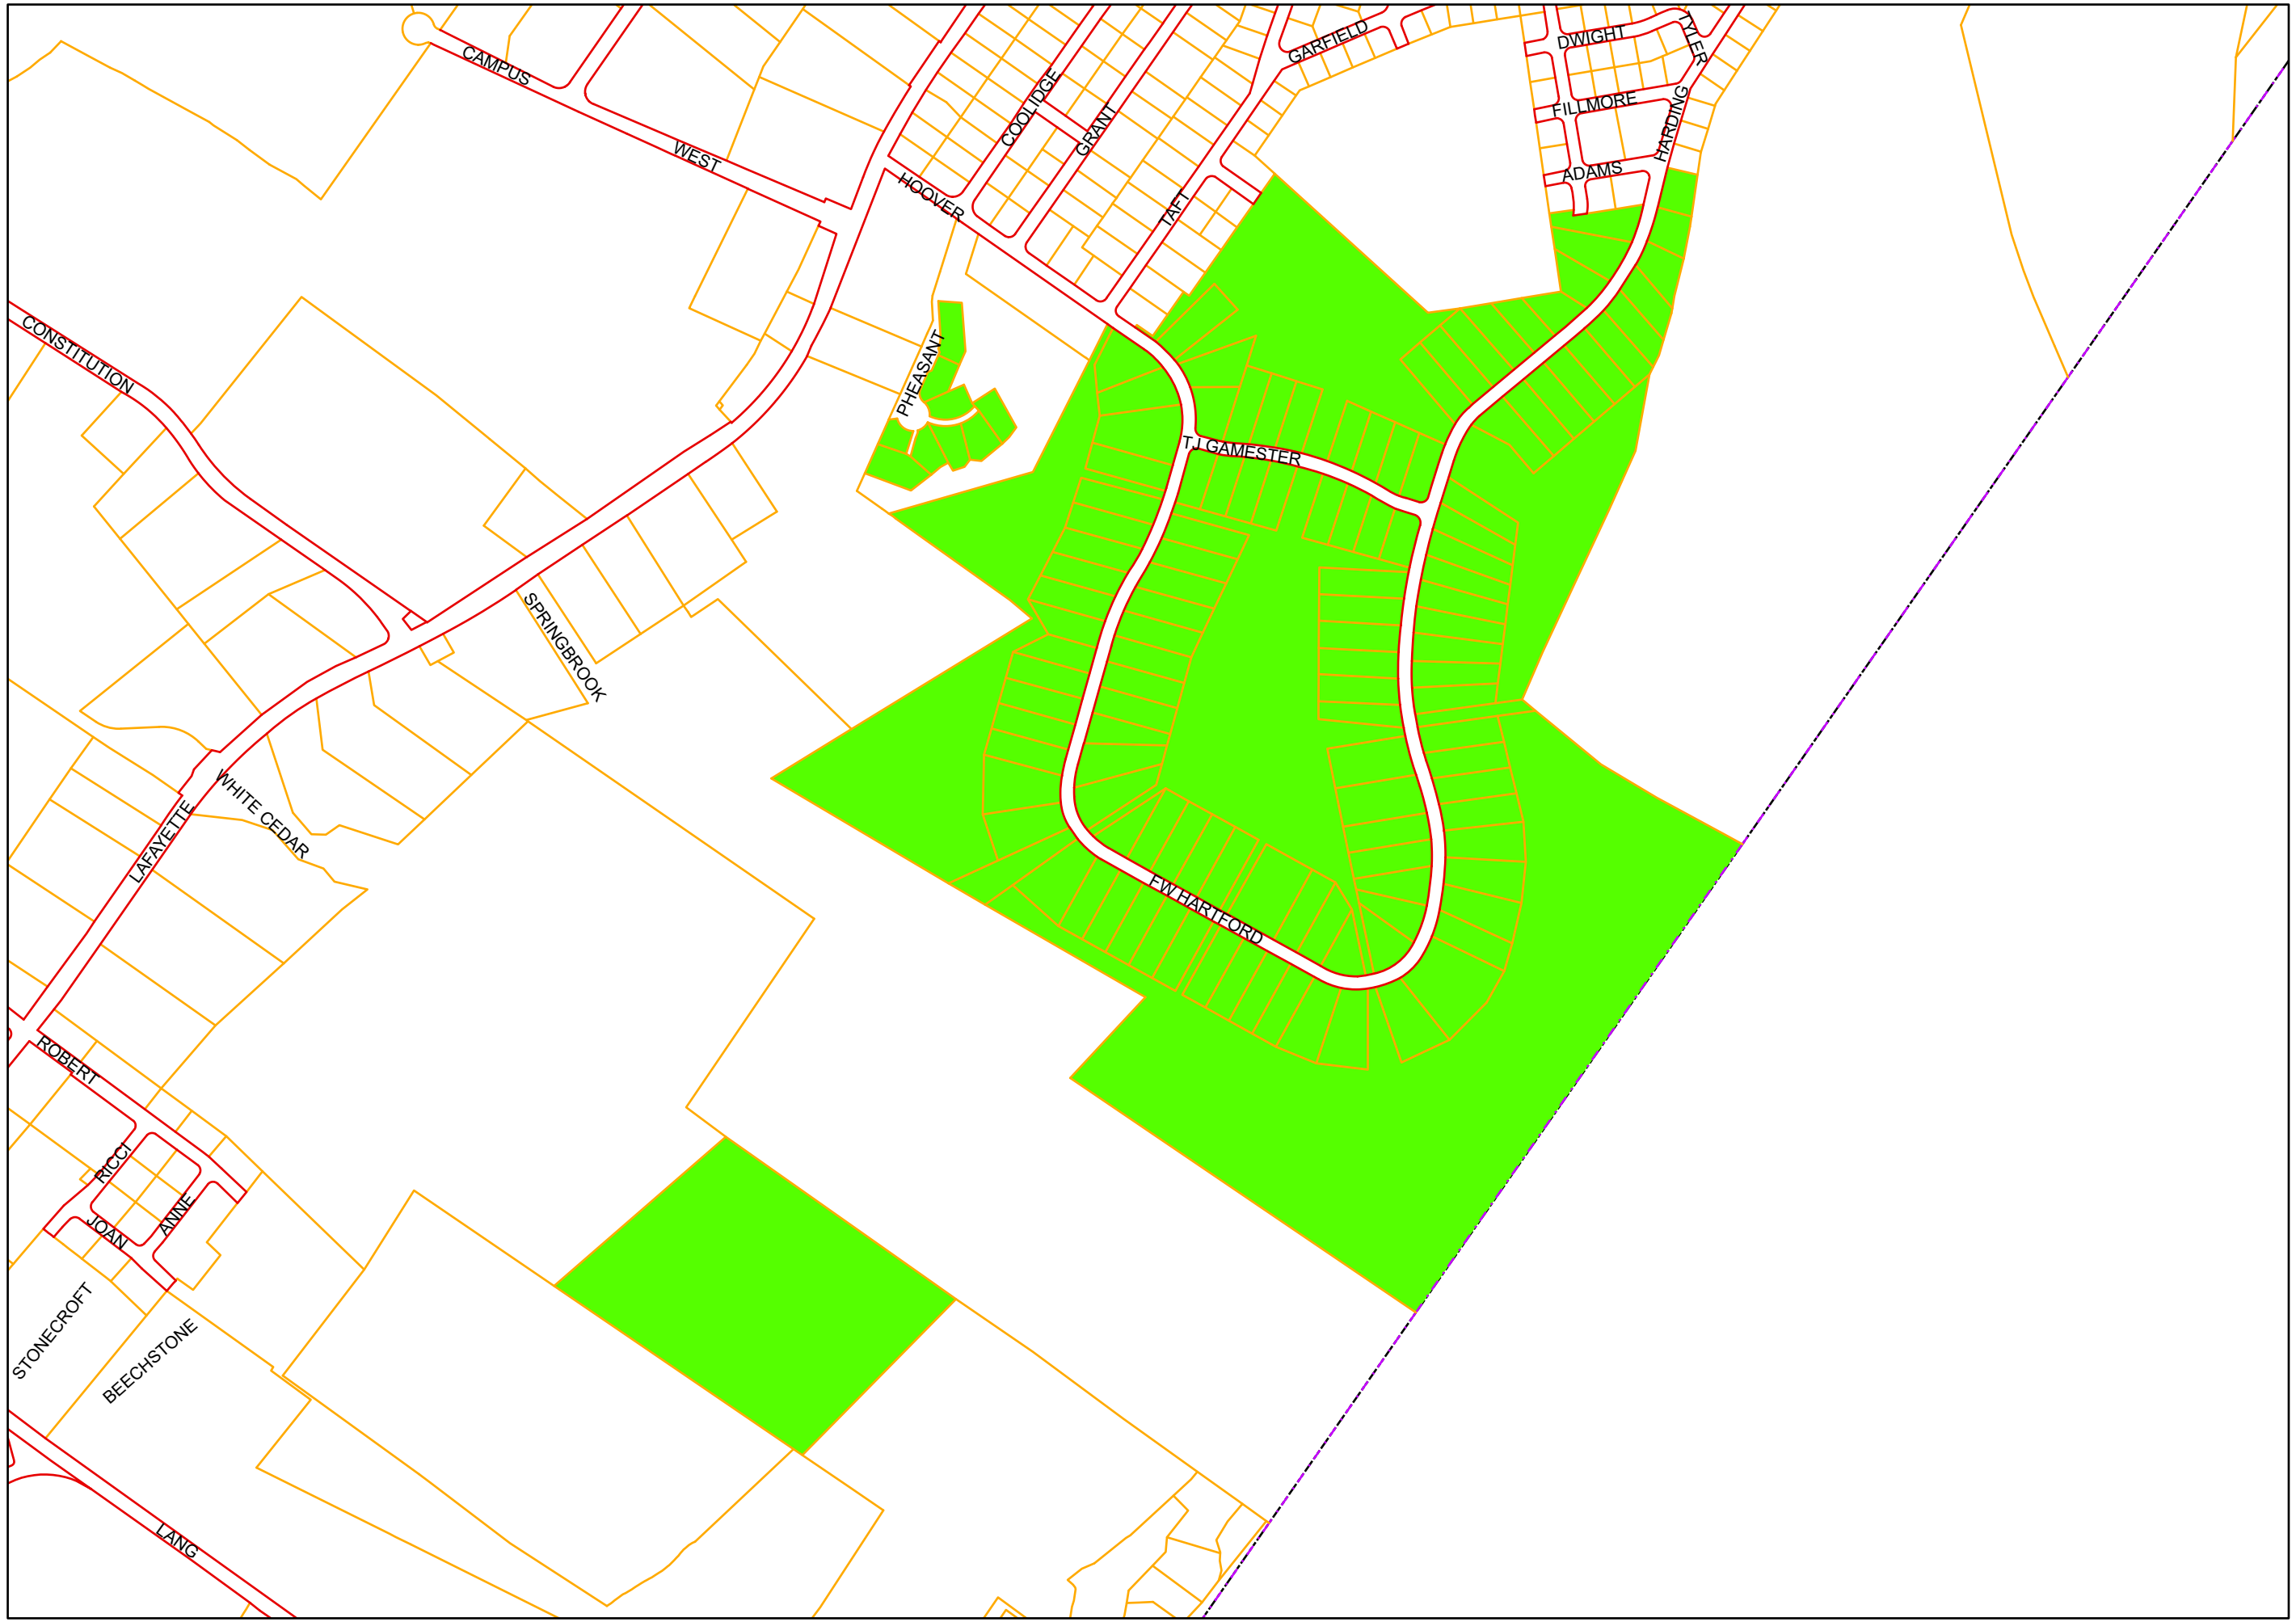 CAMPUS
WEST
COOLIDGE
GRANT
HOOVER
TAFT
GARFIELD
DWIGHT
TYLER
FILLMORE
HARDING
ADAMS
CONSTITUTION
PHEASANT
TJ GAMESTER
SPRINGBROOK
WHITE CEDAR
LAFAYETTE
FW HARTFORD
ROBERT
RICCI
ANNE
JOAN
STONECROFT
BEECHSTONE
LANG